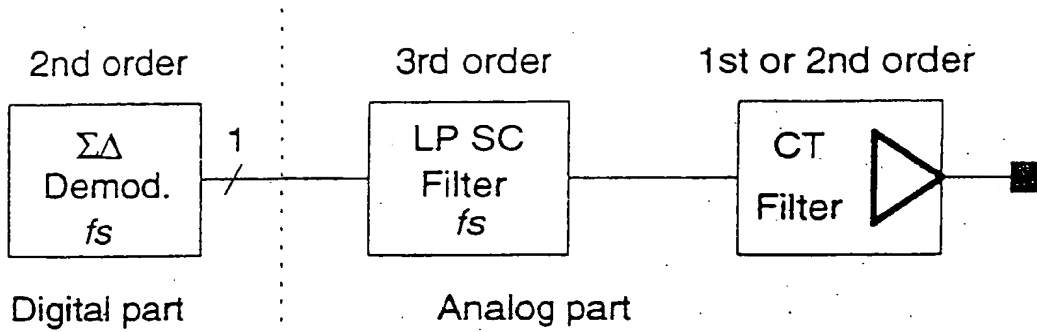 2nd order
3rd order
1st or 2nd order
ΣΔ
Demod.
fs
1
LP SC
Filter
fs
CT
Filter
Digital part
Analog part